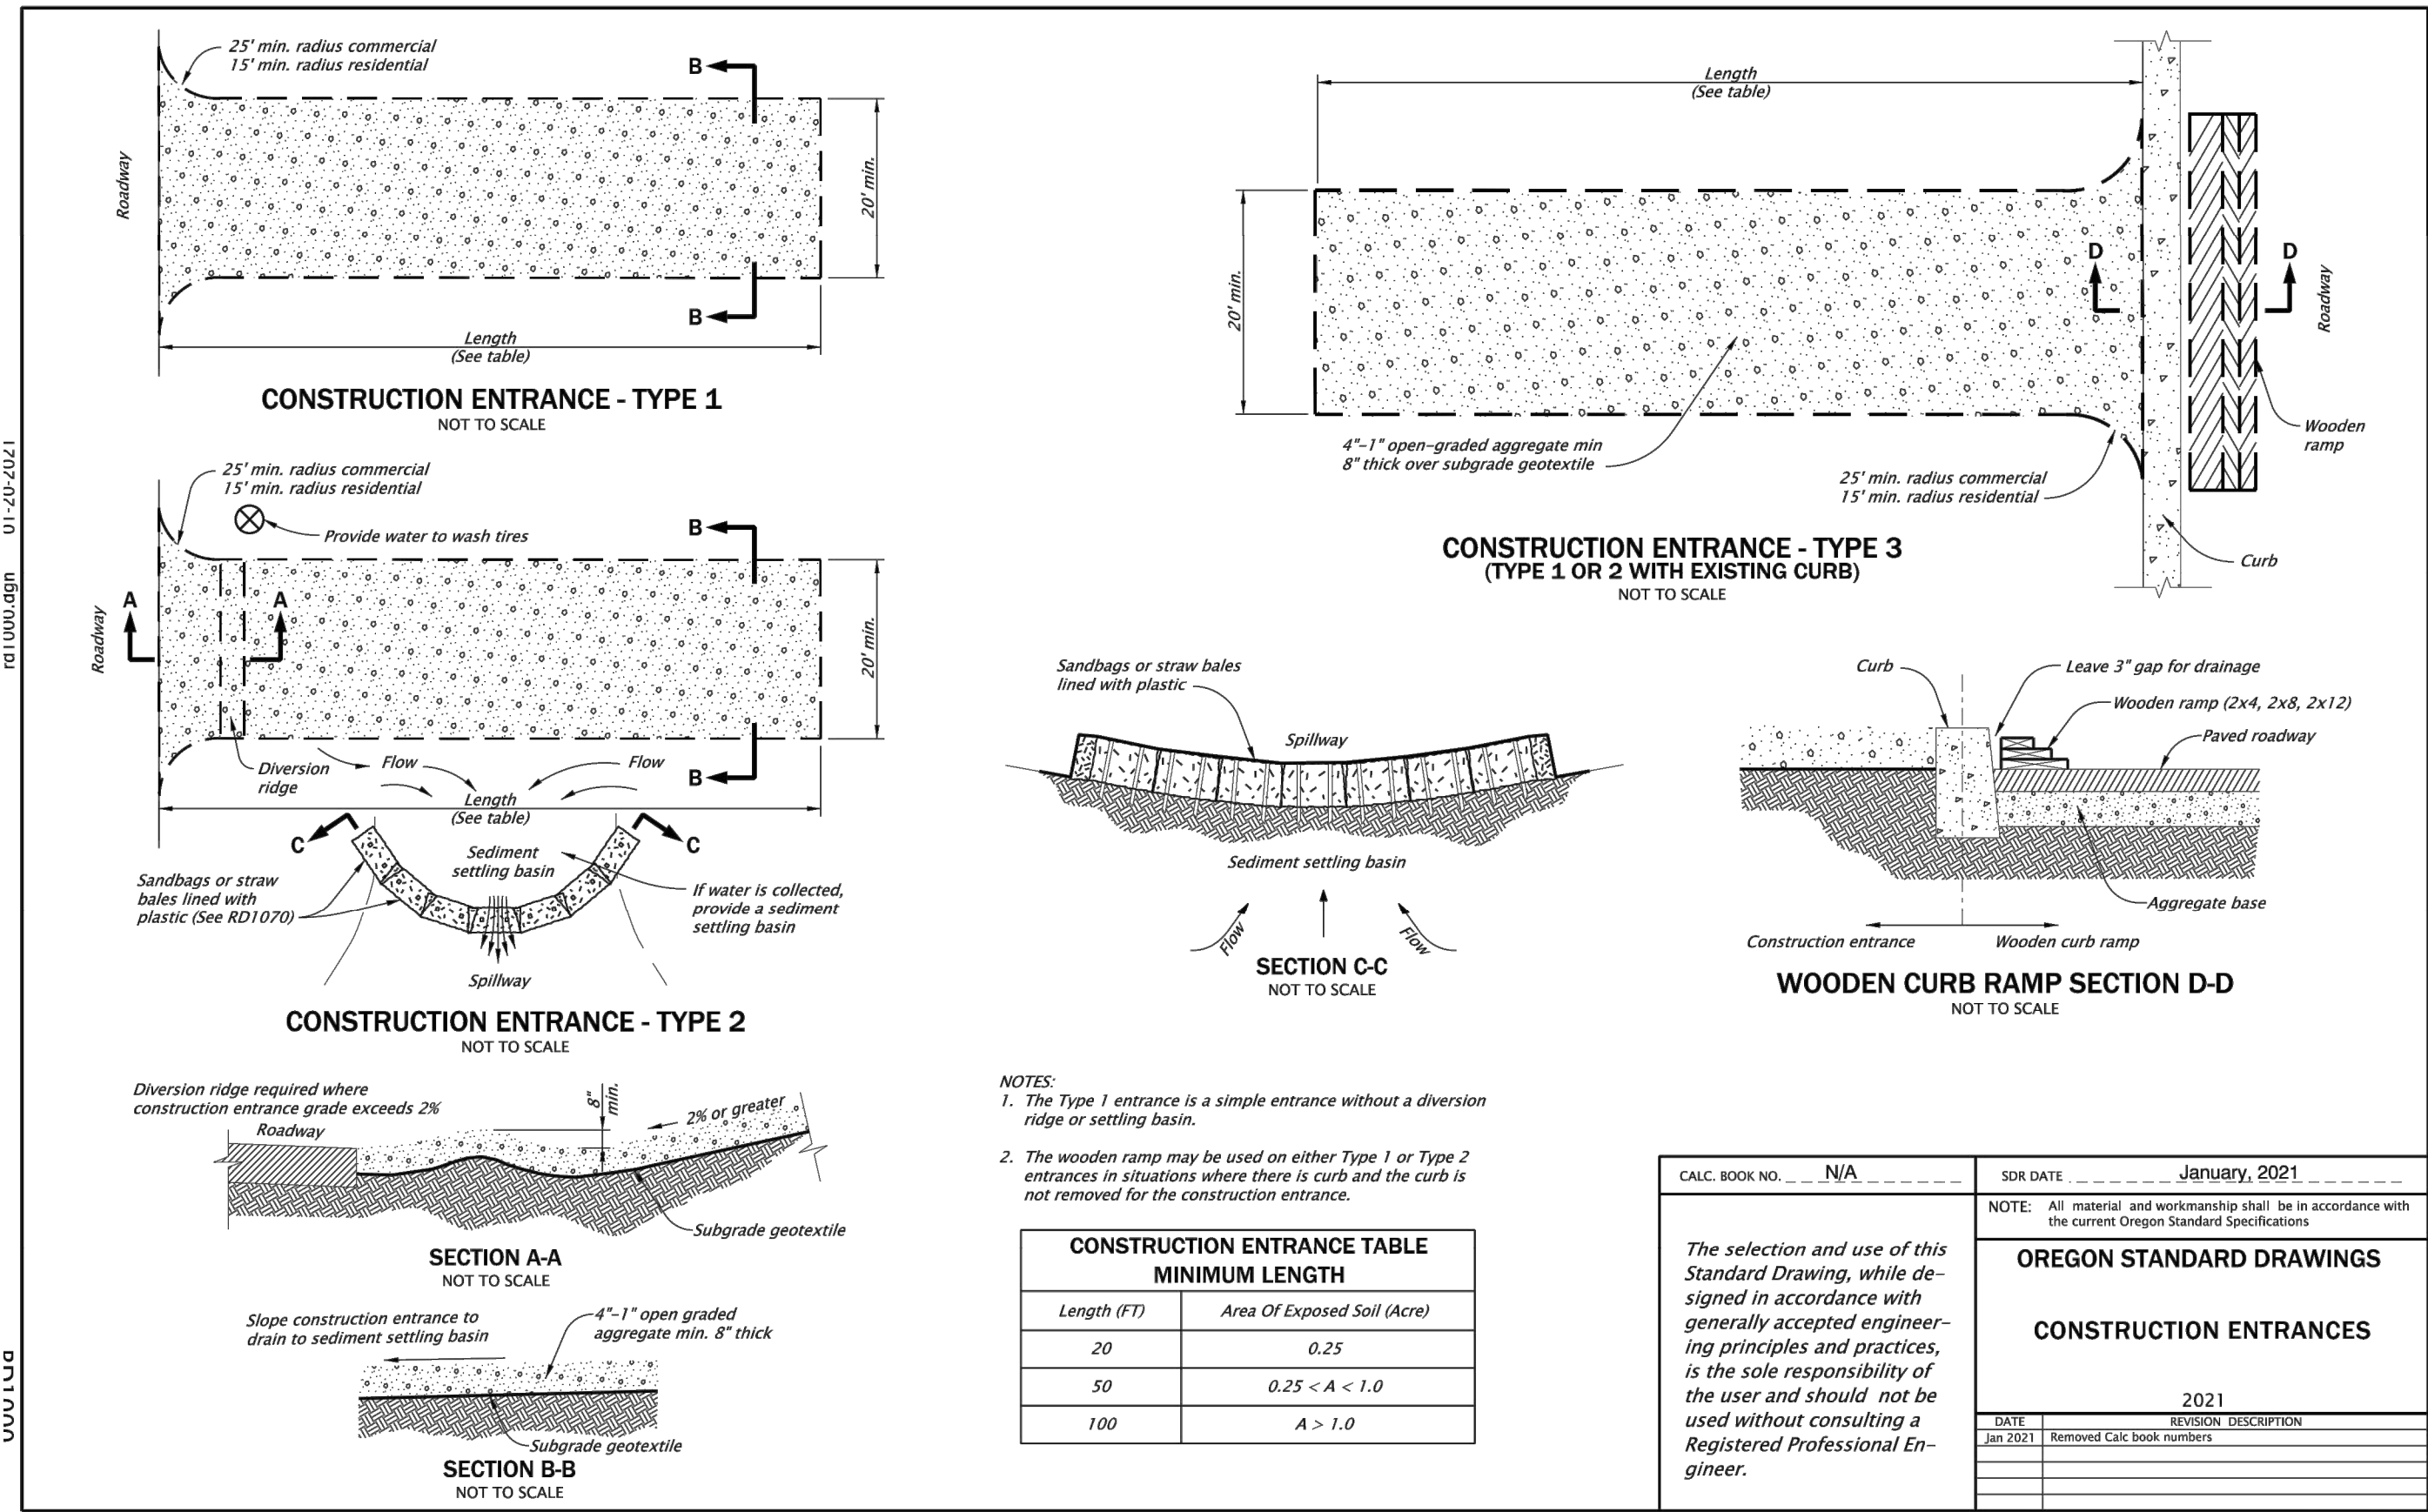 25' min. radius commercial
15' min. radius residential
B
Roadway
20' min.
B
Length
(See table)
CONSTRUCTION ENTRANCE - TYPE 1
NOT TO SCALE
25' min. radius commercial
15' min. radius residential
Provide water to wash tires
B
A
A
Roadway
20' min.
Diversion
ridge
Flow
Flow
B
Length
(See table)
C
C
Sediment
settling basin
Sandbags or straw
bales lined with
plastic (See RD1070)
If water is collected,
provide a sediment
settling basin
Spillway
CONSTRUCTION ENTRANCE - TYPE 2
NOT TO SCALE
Diversion ridge required where
construction entrance grade exceeds 2%
Roadway
8"
min.
2% or greater
Subgrade geotextile
SECTION A-A
NOT TO SCALE
Slope construction entrance to
drain to sediment settling basin
4"-1" open graded
aggregate min. 8" thick
Subgrade geotextile
SECTION B-B
NOT TO SCALE
Length
(See table)
20' min.
D
D
Roadway
4"-1" open-graded aggregate min
8" thick over subgrade geotextile
25' min. radius commercial
15' min. radius residential
Wooden
ramp
Curb
CONSTRUCTION ENTRANCE - TYPE 3
(TYPE 1 OR 2 WITH EXISTING CURB)
NOT TO SCALE
Sandbags or straw bales
lined with plastic
Spillway
Sediment settling basin
Flow
Flow
SECTION C-C
NOT TO SCALE
Curb
Leave 3" gap for drainage
Wooden ramp (2x4, 2x8, 2x12)
Paved roadway
Aggregate base
Construction entrance
Wooden curb ramp
WOODEN CURB RAMP SECTION D-D
NOT TO SCALE
NOTES:
1. The Type 1 entrance is a simple entrance without a diversion
ridge or settling basin.
2. The wooden ramp may be used on either Type 1 or Type 2
entrances in situations where there is curb and the curb is
not removed for the construction entrance.
CONSTRUCTION ENTRANCE TABLE
MINIMUM LENGTH
Length (FT) Area Of Exposed Soil (Acre)
20 0.25
50 0.25 < A < 1.0
100 A > 1.0
CALC. BOOK NO. N/A
SDR DATE January, 2021
NOTE: All material and workmanship shall be in accordance with
the current Oregon Standard Specifications
The selection and use of this
Standard Drawing, while de-
signed in accordance with
generally accepted engineer-
ing principles and practices,
is the sole responsibility of
the user and should not be
used without consulting a
Registered Professional En-
gineer.
OREGON STANDARD DRAWINGS
CONSTRUCTION ENTRANCES
2021
DATE REVISION DESCRIPTION
Jan 2021 Removed Calc book numbers
rd1000.dgn 01-20-2021
RD1000